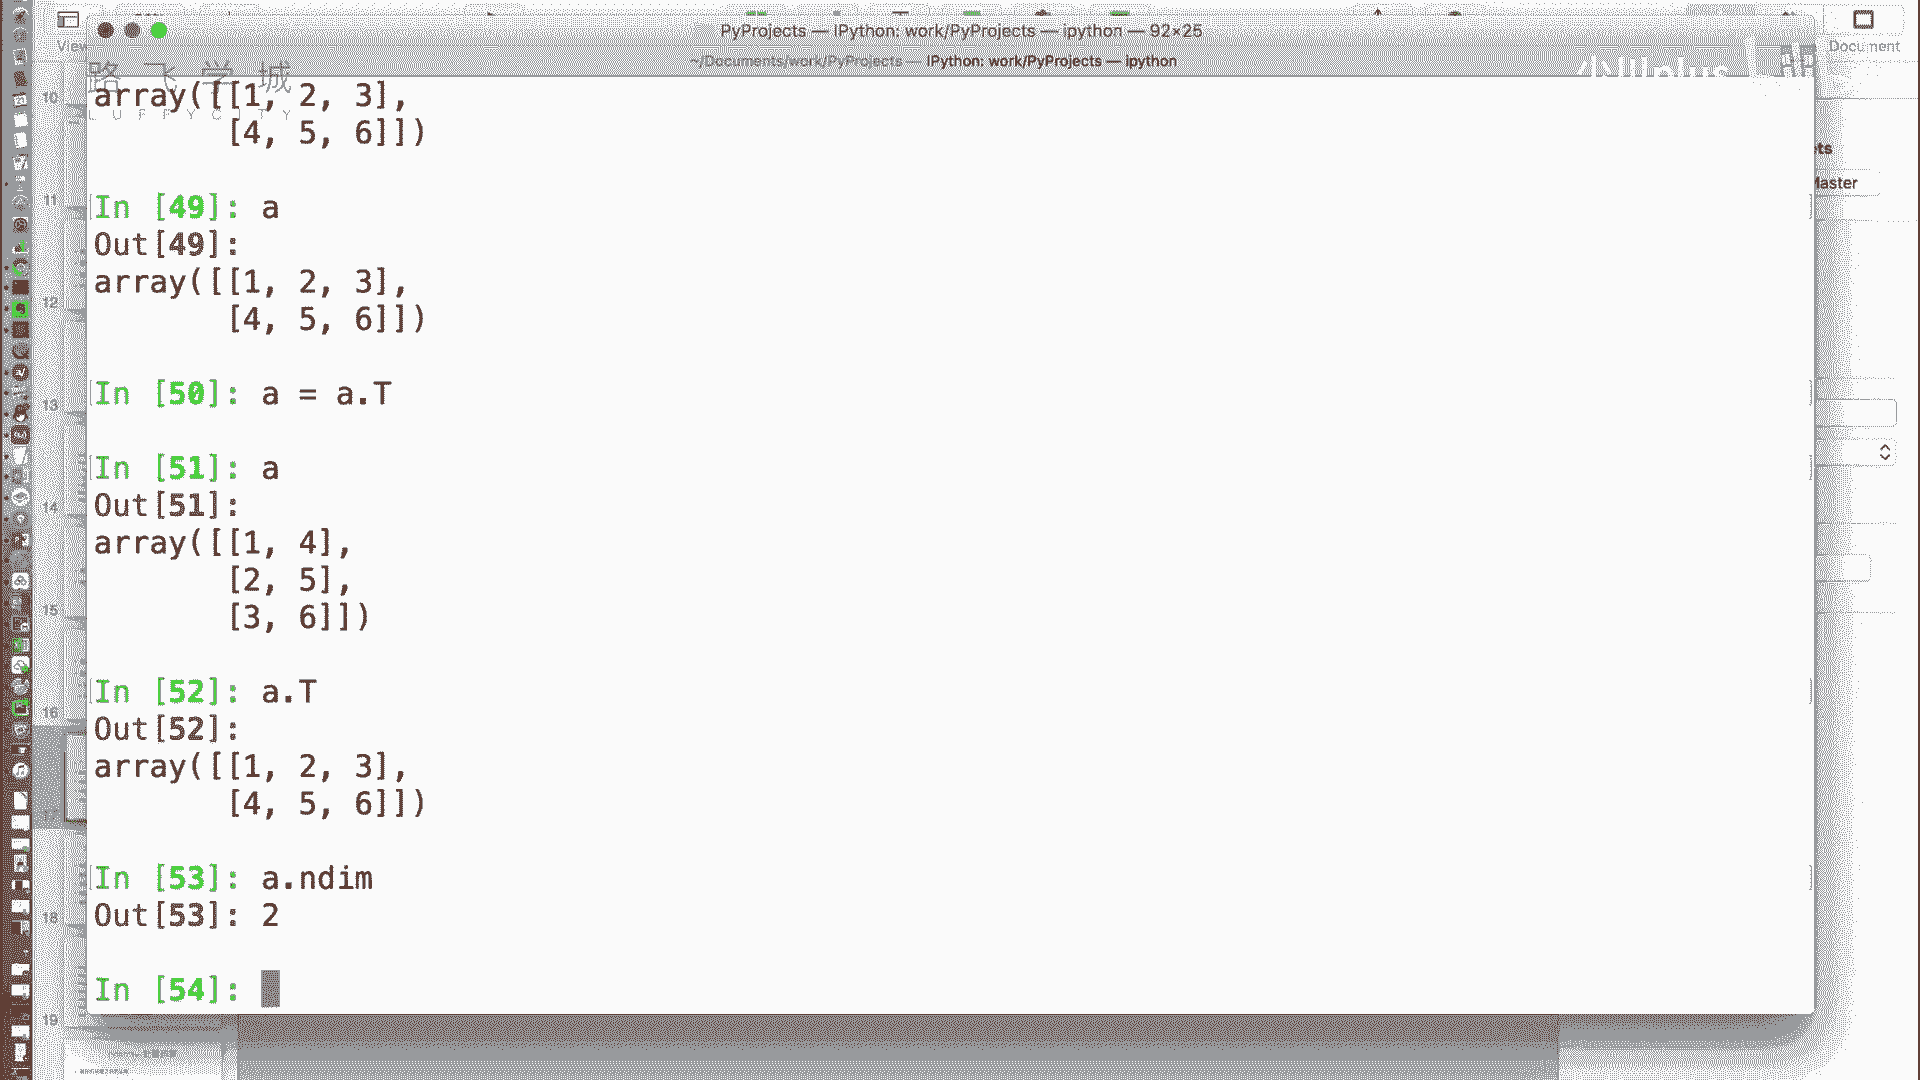 PyProjects — IPython: work/PyProjects — ipython — 92×25
~/Documents/work/PyProjects — IPython: work/PyProjects — ipython
View
Document
路飞学城
LUFFYCITY
array([[1, 2, 3],
[4, 5, 6]])
In [49]: a
Out[49]:
array([[1, 2, 3],
[4, 5, 6]])
In [50]: a = a.T
In [51]: a
Out[51]:
array([[1, 4],
[2, 5],
[3, 6]])
In [52]: a.T
Out[52]:
array([[1, 2, 3],
[4, 5, 6]])
In [53]: a.ndim
Out[53]: 2
In [54]:
10
11
12
13
14
15
16
17
18
19